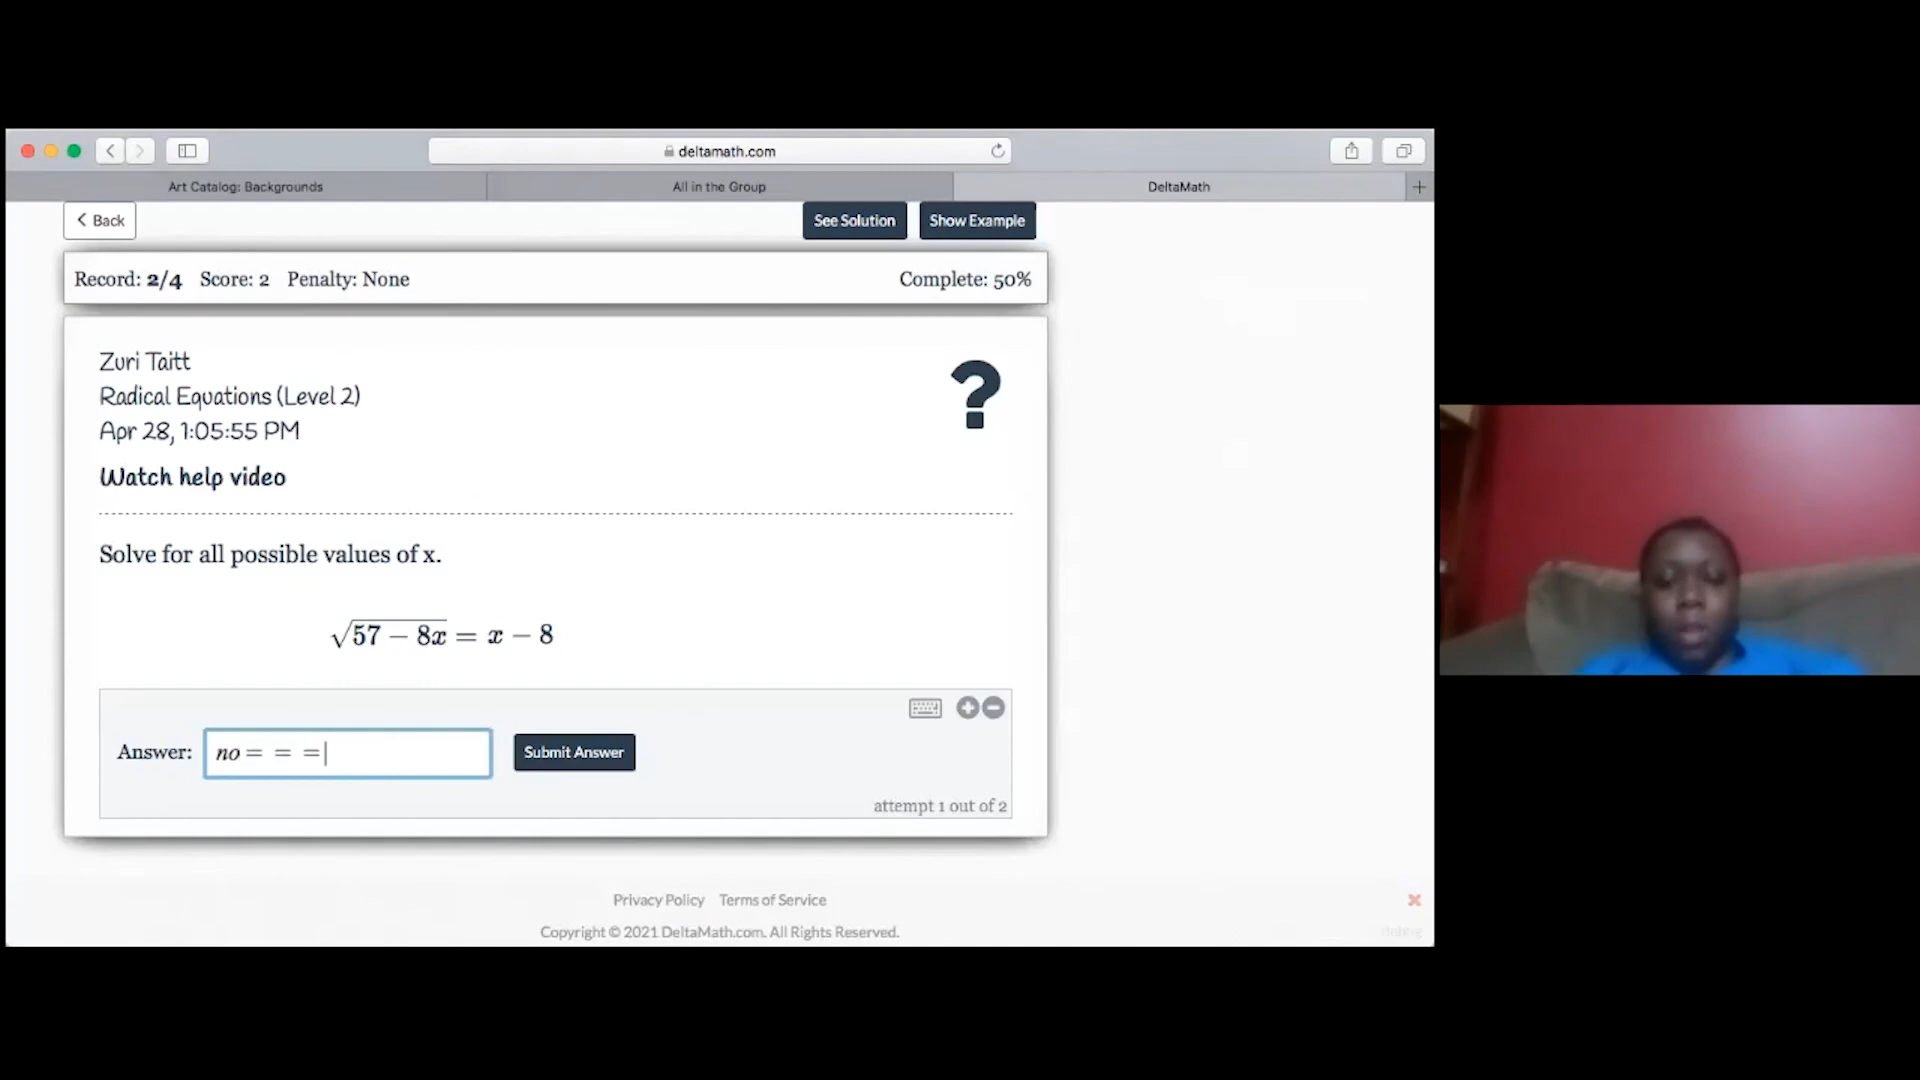 deltamath.com
Art Catalog: Backgrounds
All in the Group
DeltaMath
Back
See Solution
Show Example
Record: 2/4 Score: 2 Penalty: None
Complete: 50%
Zuri Taitt
Radical Equations (Level 2)
Apr 28, 1:05:55 PM
Watch help video
?
Solve for all possible values of x.
√57 − 8x = x − 8
Answer: no = = =
Submit Answer
attempt 1 out of 2
Privacy Policy Terms of Service
Copyright © 2021 DeltaMath.com. All Rights Reserved.